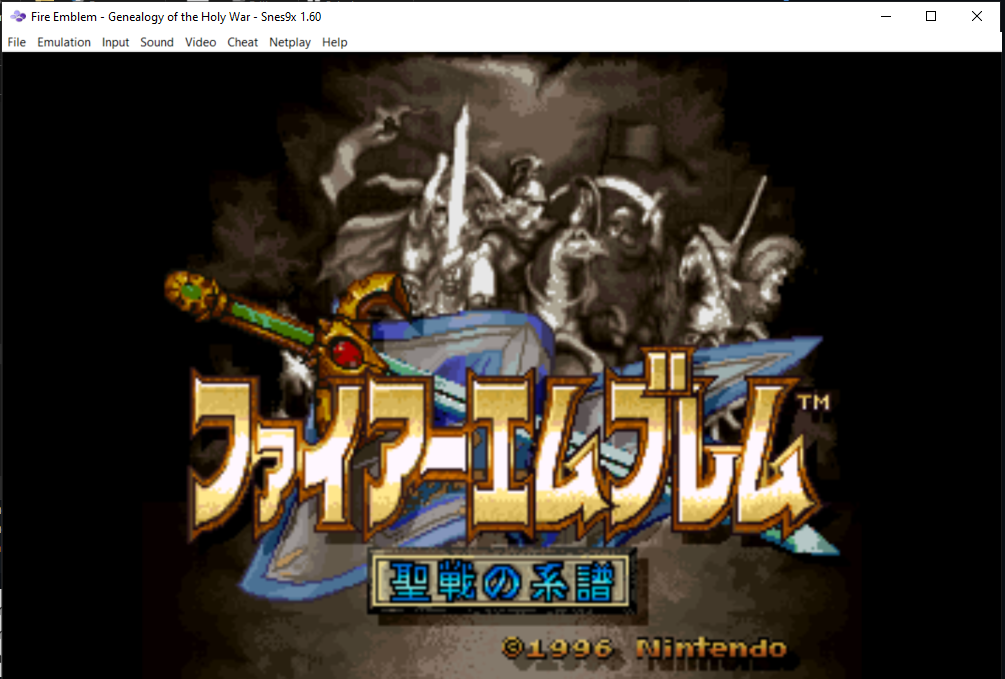 Fire Emblem - Genealogy of the Holy War - Snes9x 1.60
File Emulation Input Sound Video Cheat Netplay Help
ファイアーエムブレム™
聖戦の系譜
©1996 Nintendo